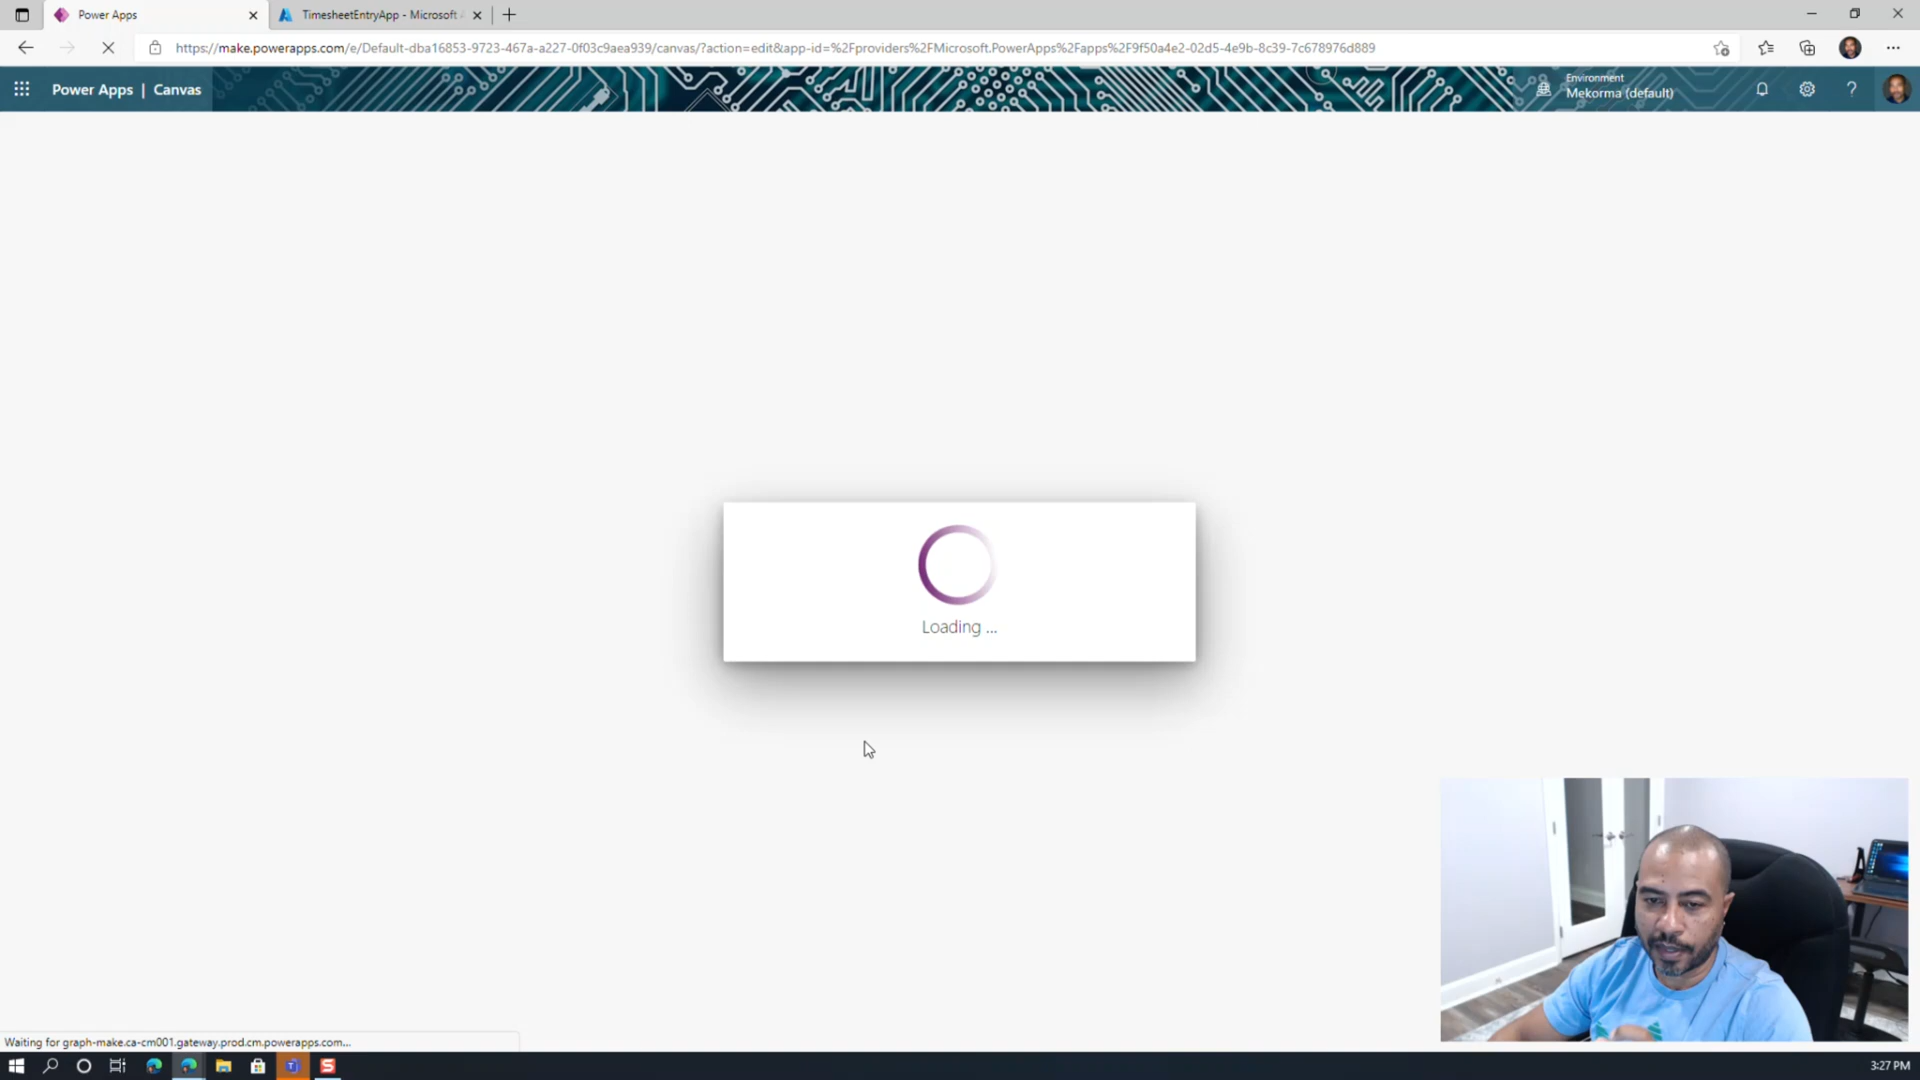 Power Apps
TimesheetEntryApp - Microsoft
https://make.powerapps.com/e/Default-dba16853-9723-467a-a227-0f03c9aea939/canvas/?action=edit&app-id=%2Fproviders%2FMicrosoft.PowerApps%2Fapps%2F9f50a4e2-02d5-4e9b-8c39-7c678976d889
Power Apps | Canvas
Environment
Mekorma (default)
Loading ...
Waiting for graph-make.ca-cm001.gateway.prod.cm.powerapps.com...
3:27 PM